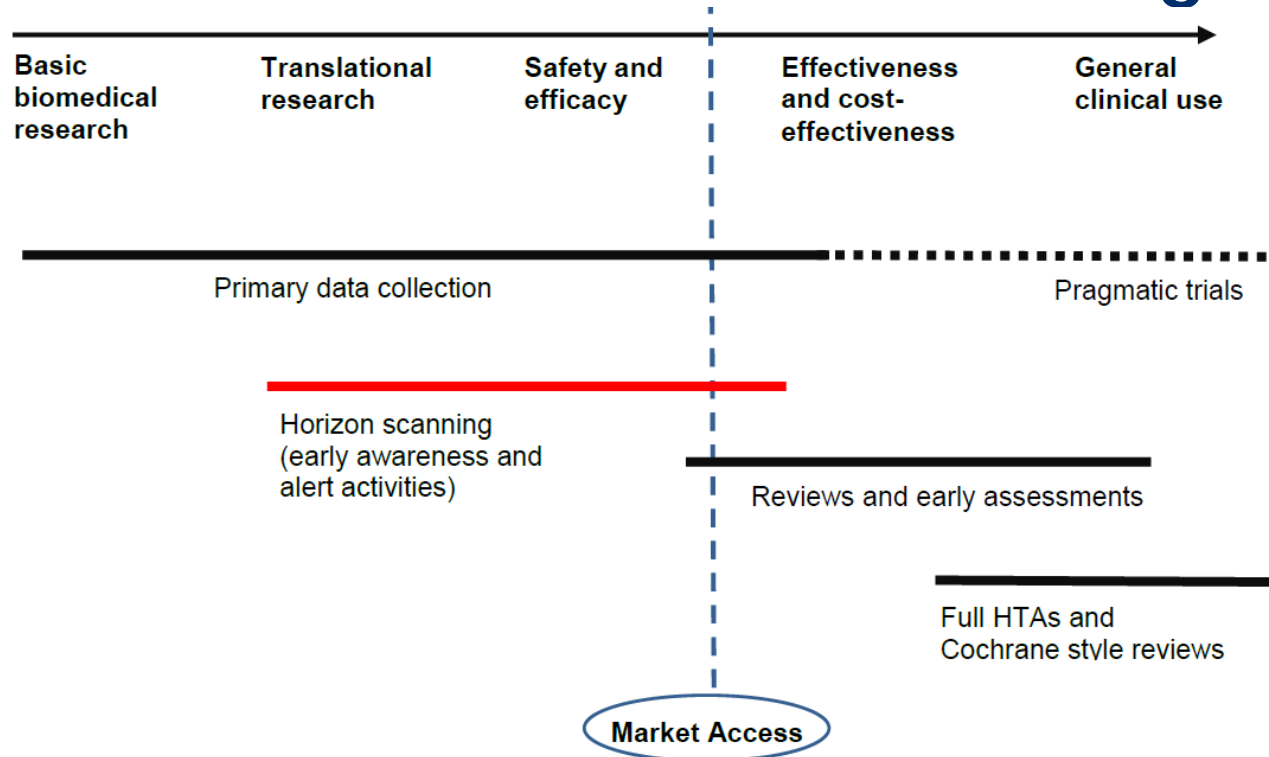 Basic
biomedical
research
Translational
research
Safety and
efficacy
Effectiveness
and cost-
effectiveness
General
clinical use
Primary data collection
Pragmatic trials
Horizon scanning
(early awareness and
alert activities)
Reviews and early assessments
Full HTAs and
Cochrane style reviews
Market Access